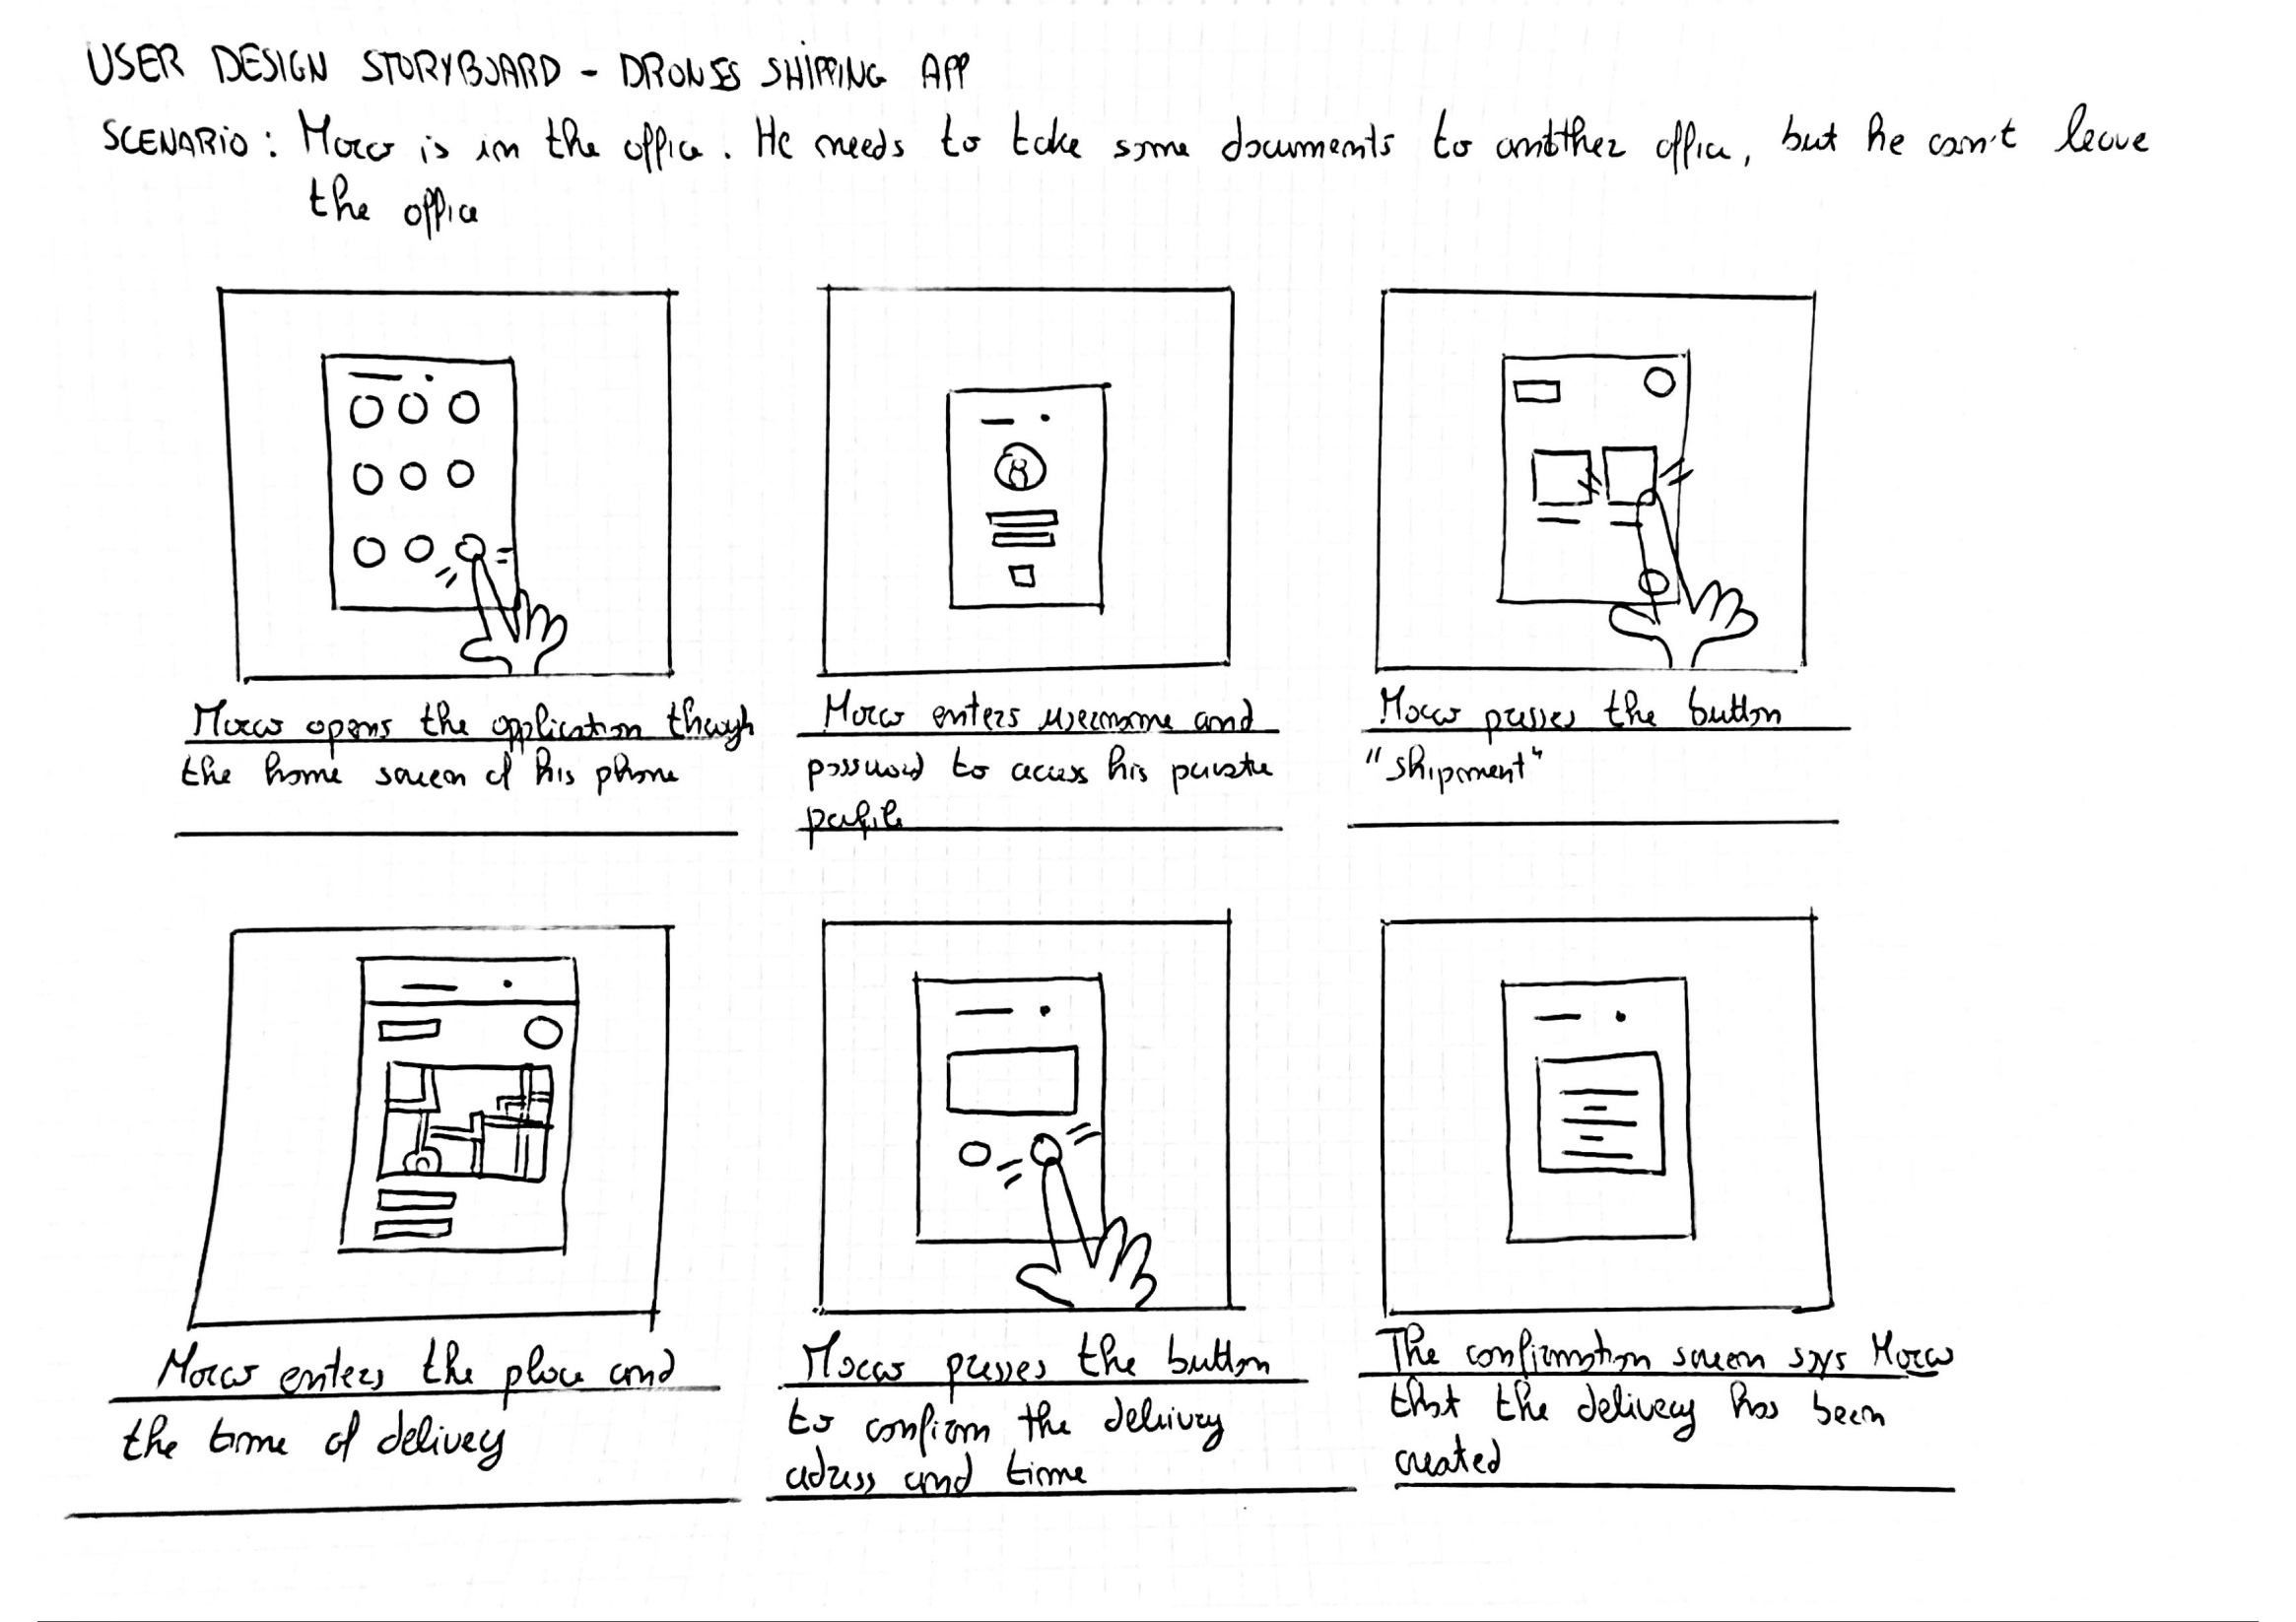 USER DESIGN STORYBOARD - DRONES SHIPPING APP
SCENARIO: Marco is in the office. He needs to take some documents to another office, but he can't leave
the office
Marco opens the application though
the home screen of his phone
Marco enters username and
password to access his private
profile
Marco presses the button
"shipment"
Marco enters the place and
the time of delivery
Marco presses the button
to confirm the delivery
adress and time
The confirmation screen says Marco
that the delivery has been
created